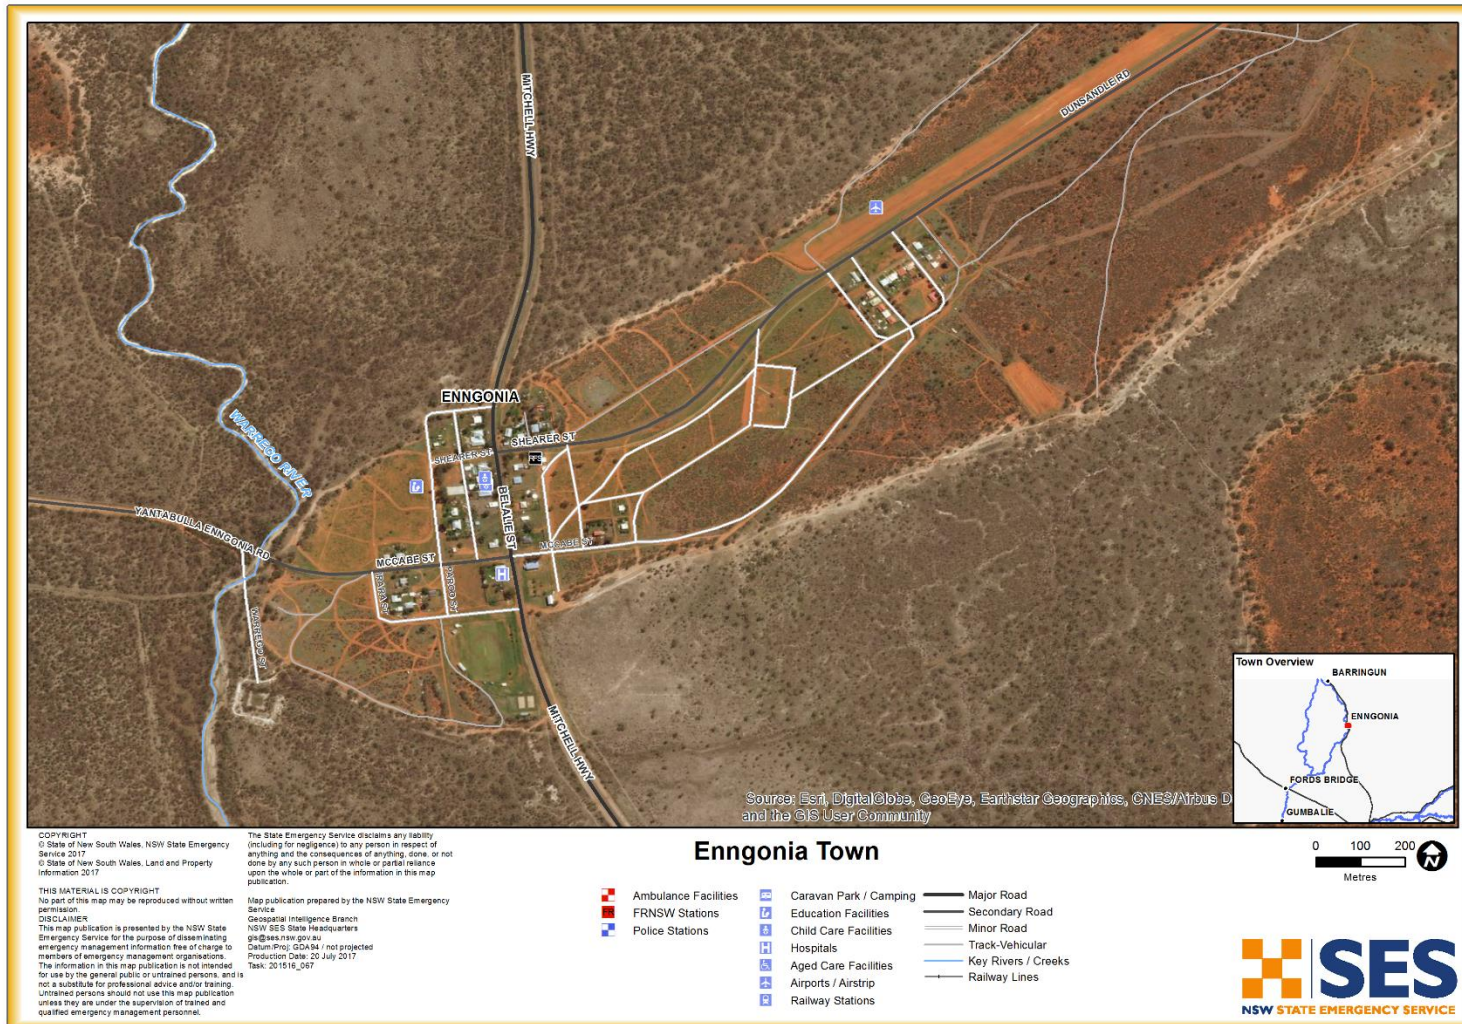 MITCHELL HWY
DUNSANDLE RD
ENNGONIA
WARREGO RIVER
SHEARER ST
SHEARER ST
RFS
BELALIE ST
YANTABULLA ENNGONIA RD
MCCABE ST
MCCABE ST
BARA ST
PAROO ST
WARREGO ST
MITCHELL HWY
Source: Esri, DigitalGlobe, GeoEye, Earthstar Geographics, CNES/Airbus D
and the GIS User Community
Town Overview
BARRINGUN
ENNGONIA
FORDS BRIDGE
GUMBALIE
COPYRIGHT
© State of New South Wales, NSW State Emergency
Service 2017
© State of New South Wales, Land and Property
Information 2017
THIS MATERIAL IS COPYRIGHT
No part of this map may be reproduced without written
permission.
DISCLAIMER
This map publication is presented by the NSW State
Emergency Service for the purpose of disseminating
emergency management information free of charge to
members of emergency management organisations.
The information in this map publication is not intended
for use by the general public or untrained persons, and is
not a substitute for professional advice and/or training.
Untrained persons should not use this map publication
unless they are under the supervision of trained and
qualified emergency management personnel.
The State Emergency Service disclaims any liability
(including for negligence) to any person in respect of
anything and the consequences of anything, done, or not
done by any such person in whole or partial reliance
upon the whole or part of the information in this map
publication.
Map publication prepared by the NSW State Emergency
Service
Geospatial Intelligence Branch
NSW SES State Headquarters
gis@ses.nsw.gov.au
Datum/Proj: GDA94 / not projected
Production Date: 20 July 2017
Task: 201516_067
Enngonia Town
Ambulance Facilities
FR FRNSW Stations
Police Stations
Caravan Park / Camping
Education Facilities
Child Care Facilities
Hospitals
Aged Care Facilities
Airports / Airstrip
Railway Stations
Major Road
Secondary Road
Minor Road
Track-Vehicular
Key Rivers / Creeks
Railway Lines
0 100 200
Metres
N
SES
NSW STATE EMERGENCY SERVICE